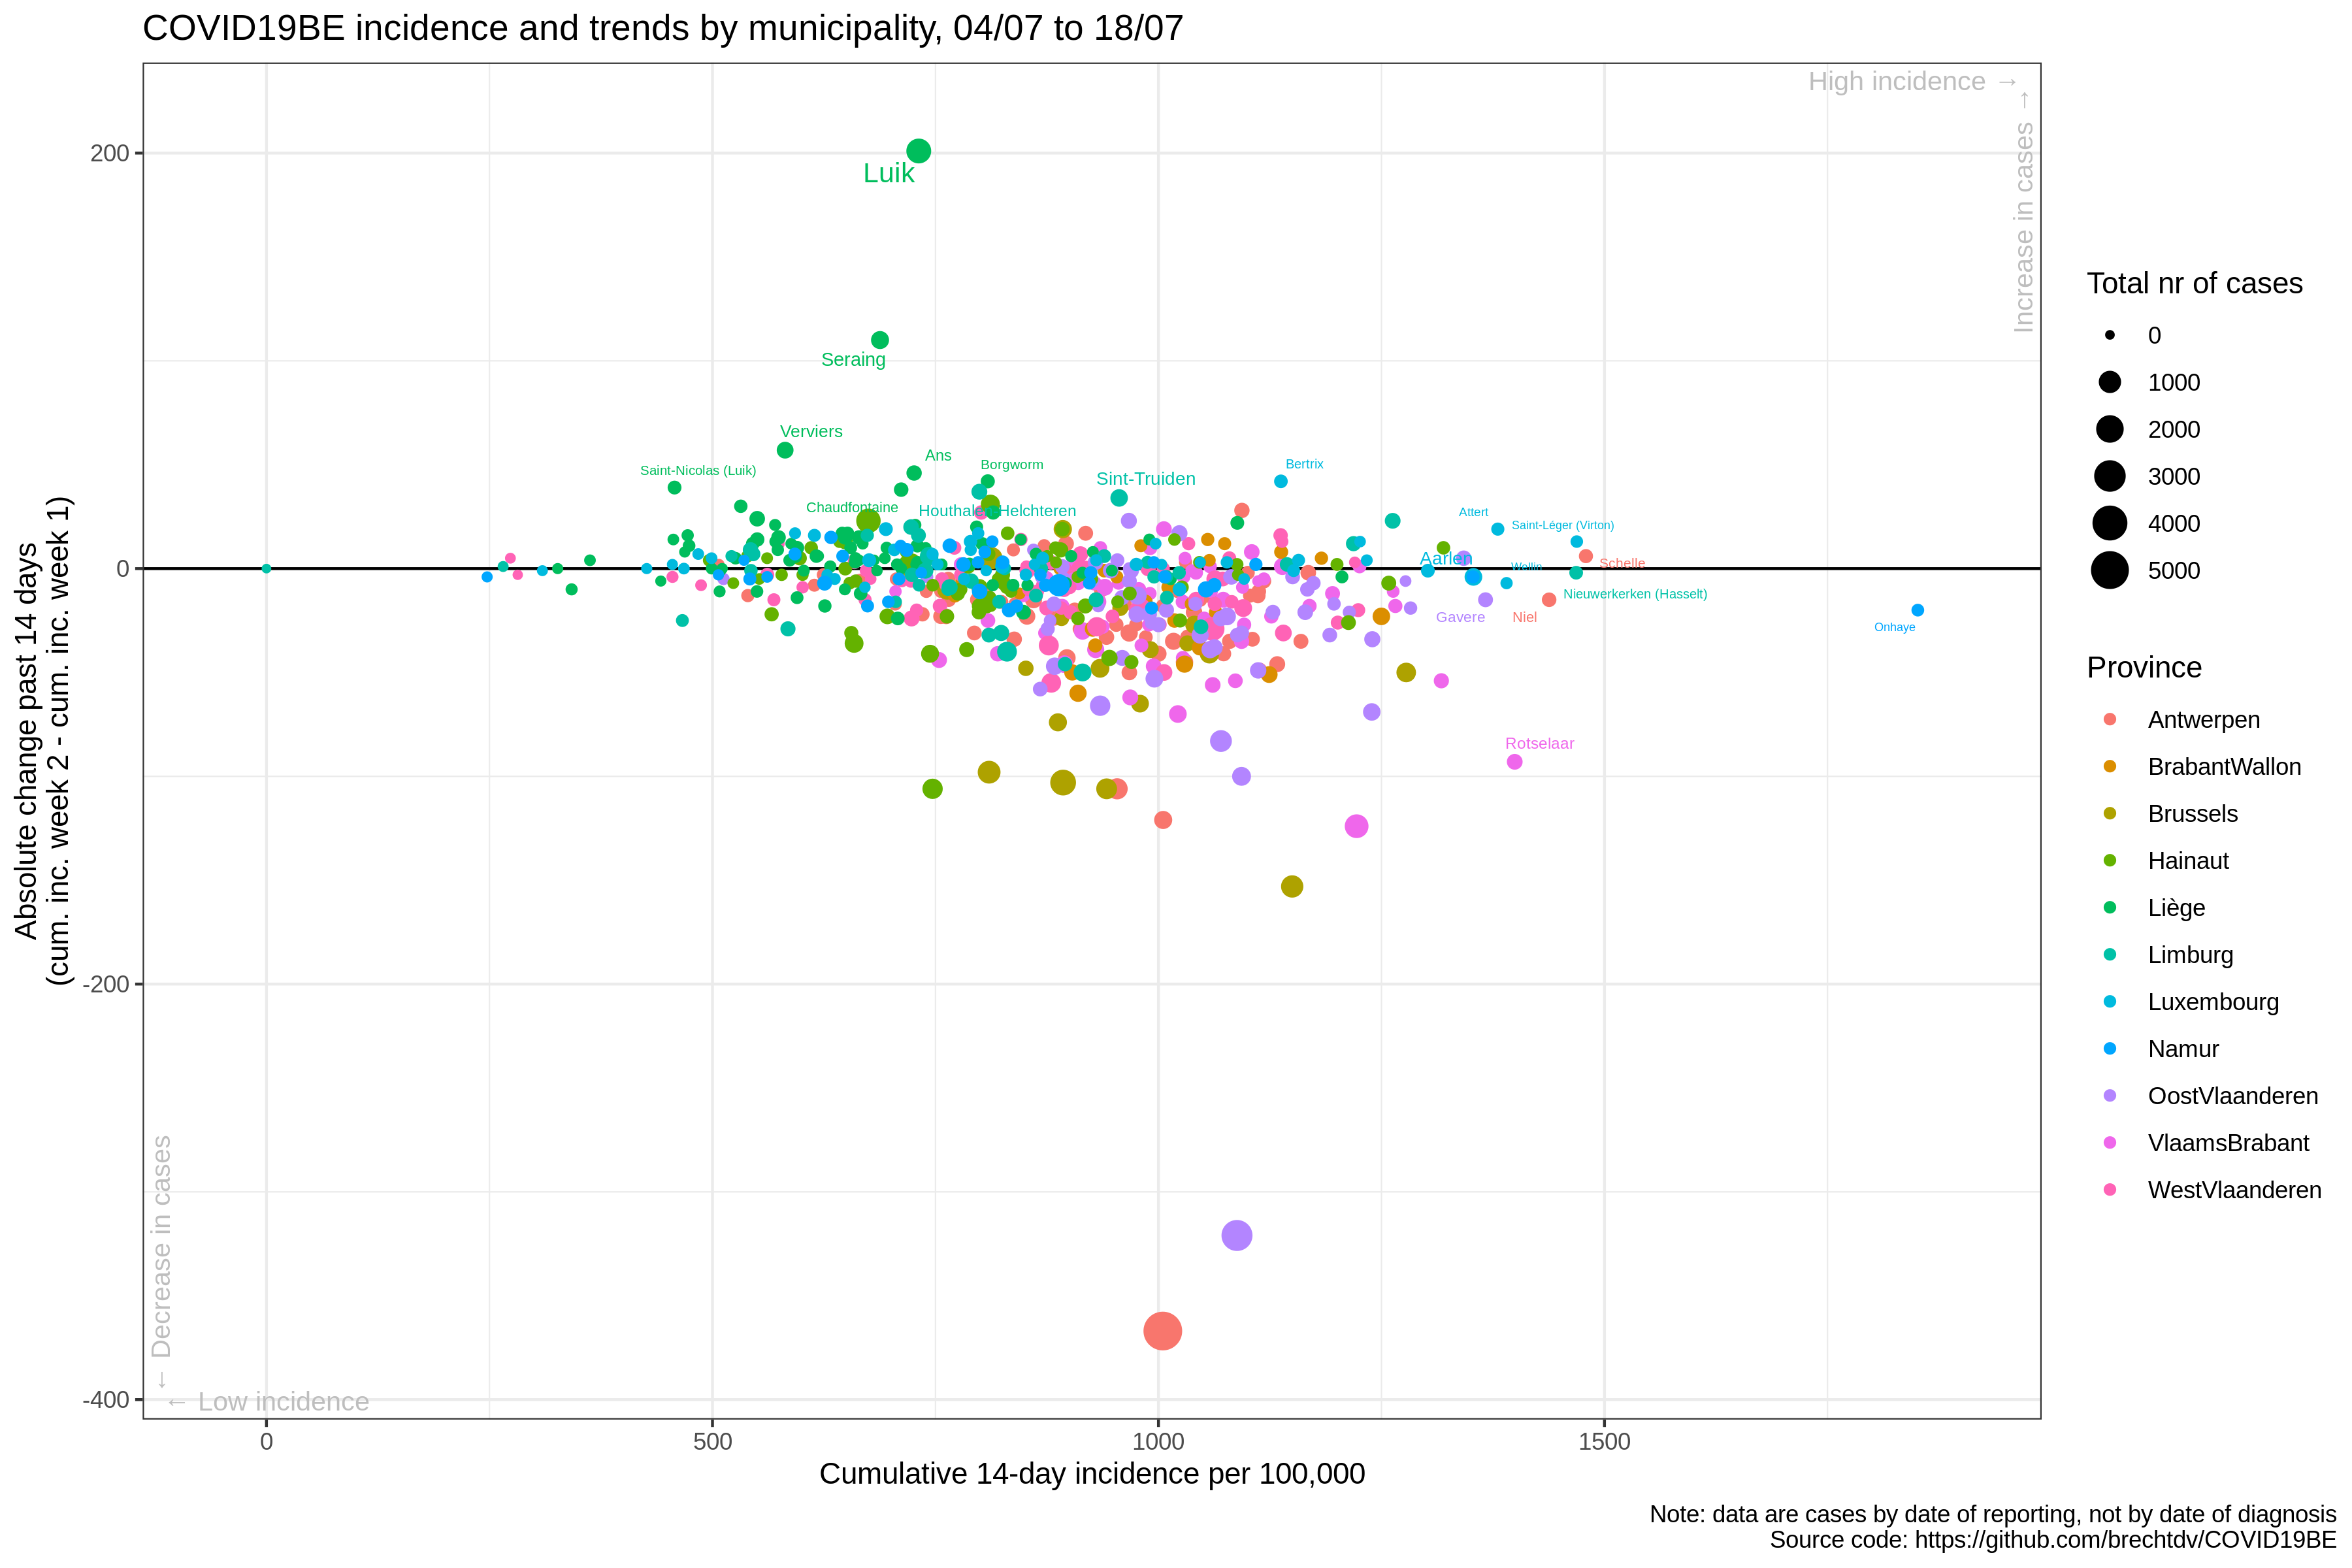 COVID19BE incidence and trends by municipality, 04/07 to 18/07
High incidence →
Increase in cases →
Luik
Seraing
Verviers
Ans
Saint-Nicolas (Luik)
Borgworm
Bertrix
Sint-Truiden
Chaudfontaine
Houthalen-Helchteren
Attert
Saint-Léger (Virton)
Aarlen
Wellin
Schelle
Nieuwerkerken (Hasselt)
Gavere
Niel
Onhaye
Rotselaar
← Decrease in cases
← Low incidence
200
0
-200
-400
0
500
1000
1500
Absolute change past 14 days
(cum. inc. week 2 - cum. inc. week 1)
Cumulative 14-day incidence per 100,000
Total nr of cases
0
1000
2000
3000
4000
5000
Province
Antwerpen
BrabantWallon
Brussels
Hainaut
Liège
Limburg
Luxembourg
Namur
OostVlaanderen
VlaamsBrabant
WestVlaanderen
Note: data are cases by date of reporting, not by date of diagnosis
Source code: https://github.com/brechtdv/COVID19BE